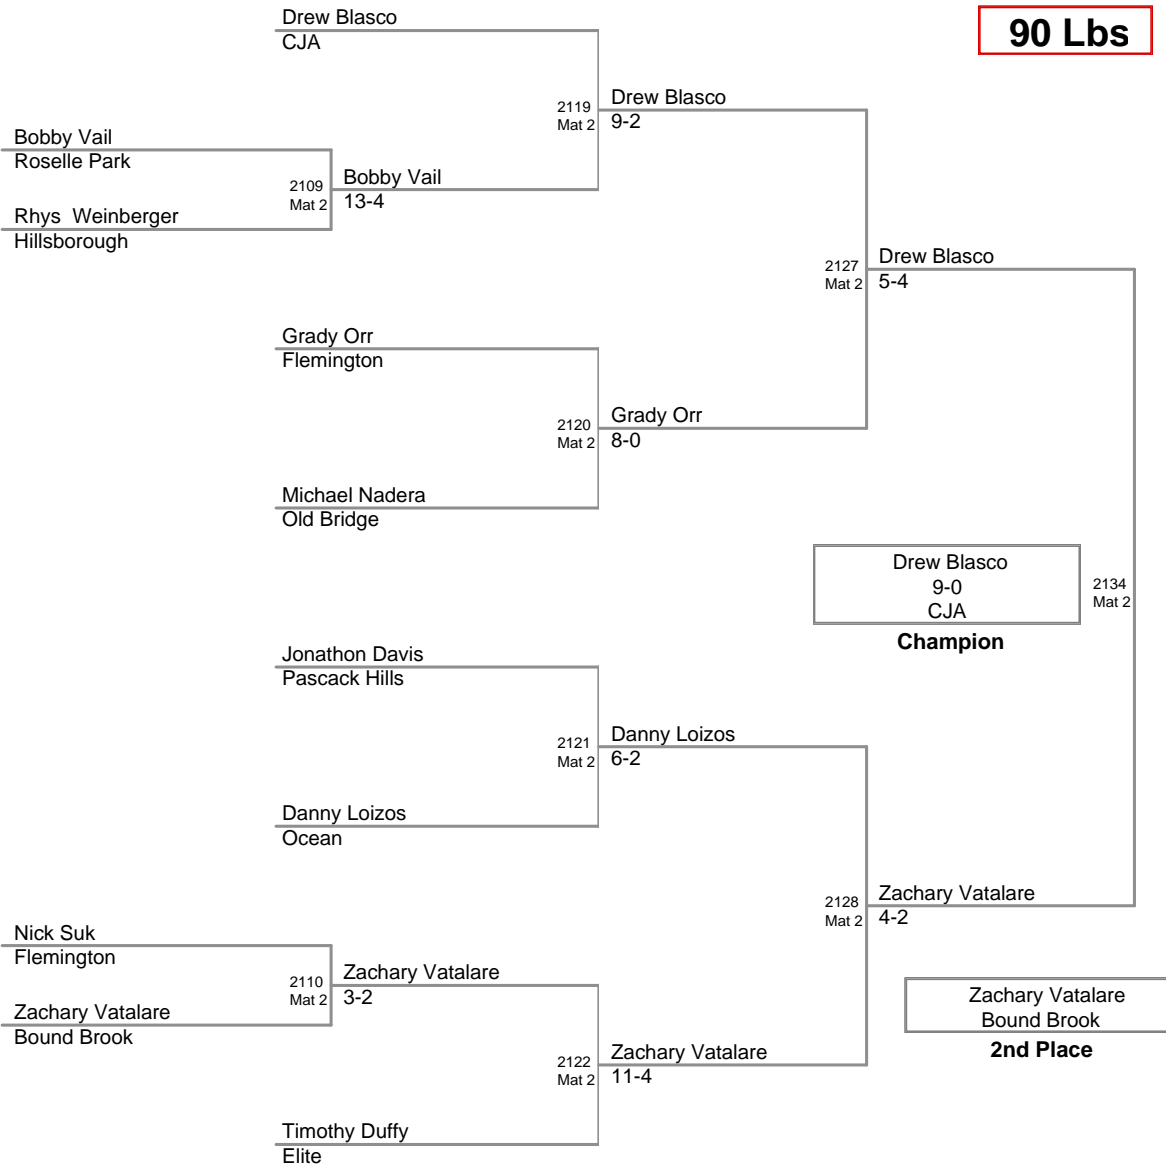 Drew Blasco
CJA
90 Lbs
2119
Mat 2
Drew Blasco
9-2
Bobby Vail
Roselle Park
2109
Mat 2
Bobby Vail
13-4
Rhys  Weinberger
Hillsborough
2127
Mat 2
Drew Blasco
5-4
Grady Orr
Flemington
2120
Mat 2
Grady Orr
8-0
Michael Nadera
Old Bridge
Drew Blasco
9-0
CJA
Champion
2134
Mat 2
Jonathon Davis
Pascack Hills
2121
Mat 2
Danny Loizos
6-2
Danny Loizos
Ocean
2128
Mat 2
Zachary Vatalare
4-2
Nick Suk
Flemington
2110
Mat 2
Zachary Vatalare
3-2
Zachary Vatalare
Bound Brook
Zachary Vatalare
Bound Brook
2nd Place
2122
Mat 2
Zachary Vatalare
11-4
Timothy Duffy
Elite